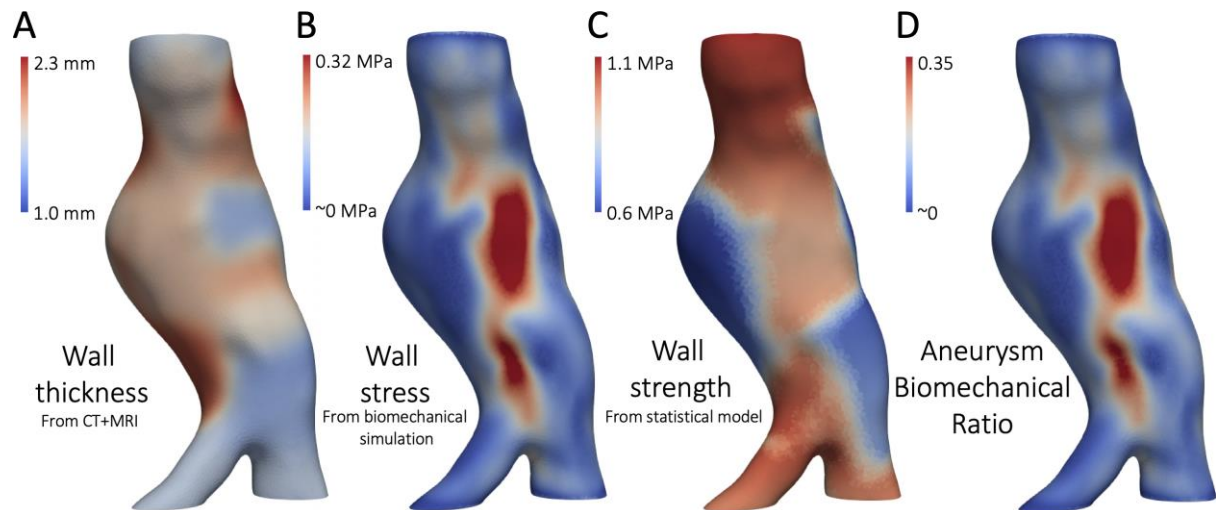 A
2.3 mm
1.0 mm
Wall
thickness
From CT+MRI
B
0.32 MPa
~0 MPa
Wall
stress
From biomechanical
simulation
C
1.1 MPa
0.6 MPa
Wall
strength
From statistical model
D
0.35
~0
Aneurysm
Biomechanical
Ratio